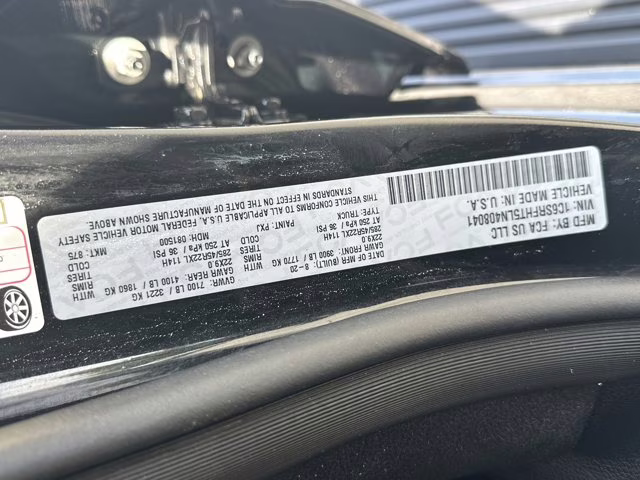 MFD BY: FCA US LLC
DATE OF MFR (BUILT): 8-20
GVWR: 7100 LB / 3221 KG
GAWR FRONT: 3900 LB / 1770 KG
WITH
TIRES
285/45R22XL 114H
RIMS
22X9.0
AT 250 kPa / 36 PSI
COLD
GAWR REAR: 4100 LB / 1860 KG
WITH
TIRES
285/45R22XL 114H
RIMS
22X9.0
AT 250 kPa / 36 PSI
COLD
THIS VEHICLE CONFORMS TO ALL APPLICABLE U.S.A. FEDERAL MOTOR VEHICLE SAFETY
STANDARDS IN EFFECT ON THE DATE OF MANUFACTURE SHOWN ABOVE
VIN: 1C6SRFHT5LN408041
TYPE: TRUCK
VEHICLE MADE IN: U.S.A.
PAINT: PXJ
MDH: 081500
MKT: 875